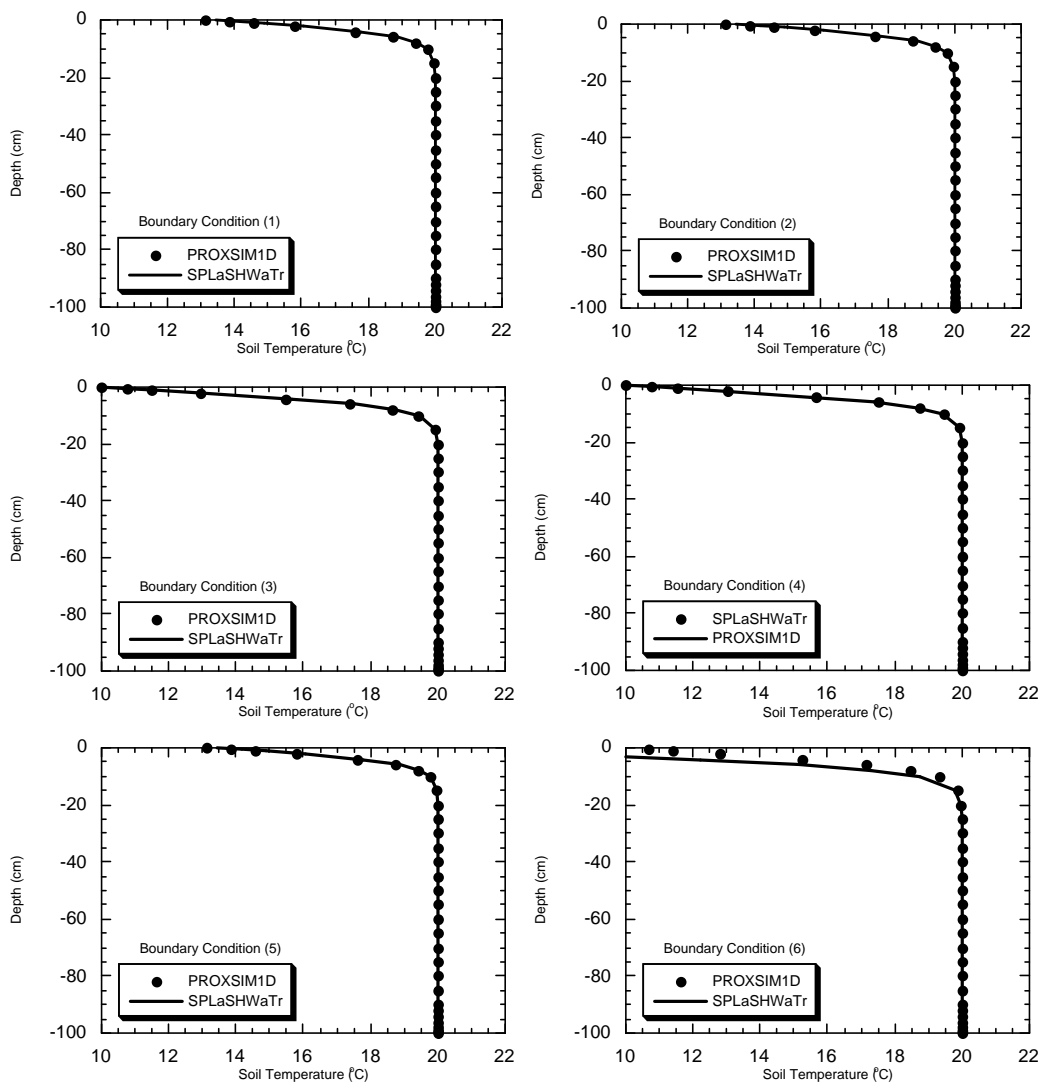 0
-20
-40
-60
-80
-100
Depth (cm)
Boundary Condition (1)
PROXSIM1D
SPLaSHWaTr
10 12 14 16 18 20 22
Soil Temperature (°C)
0
-20
-40
-60
-80
-100
Depth (cm)
Boundary Condition (2)
PROXSIM1D
SPLaSHWaTr
10 12 14 16 18 20 22
Soil Temperature (°C)
0
-20
-40
-60
-80
-100
Depth (cm)
Boundary Condition (3)
PROXSIM1D
SPLaSHWaTr
10 12 14 16 18 20 22
Soil Temperature (°C)
0
-20
-40
-60
-80
-100
Depth (cm)
Boundary Condition (4)
SPLaSHWaTr
PROXSIM1D
10 12 14 16 18 20 22
Soil Temperature (°C)
0
-20
-40
-60
-80
-100
Depth (cm)
Boundary Condition (5)
PROXSIM1D
SPLaSHWaTr
10 12 14 16 18 20 22
Soil Temperature (°C)
0
-20
-40
-60
-80
-100
Depth (cm)
Boundary Condition (6)
PROXSIM1D
SPLaSHWaTr
10 12 14 16 18 20 22
Soil Temperature (°C)